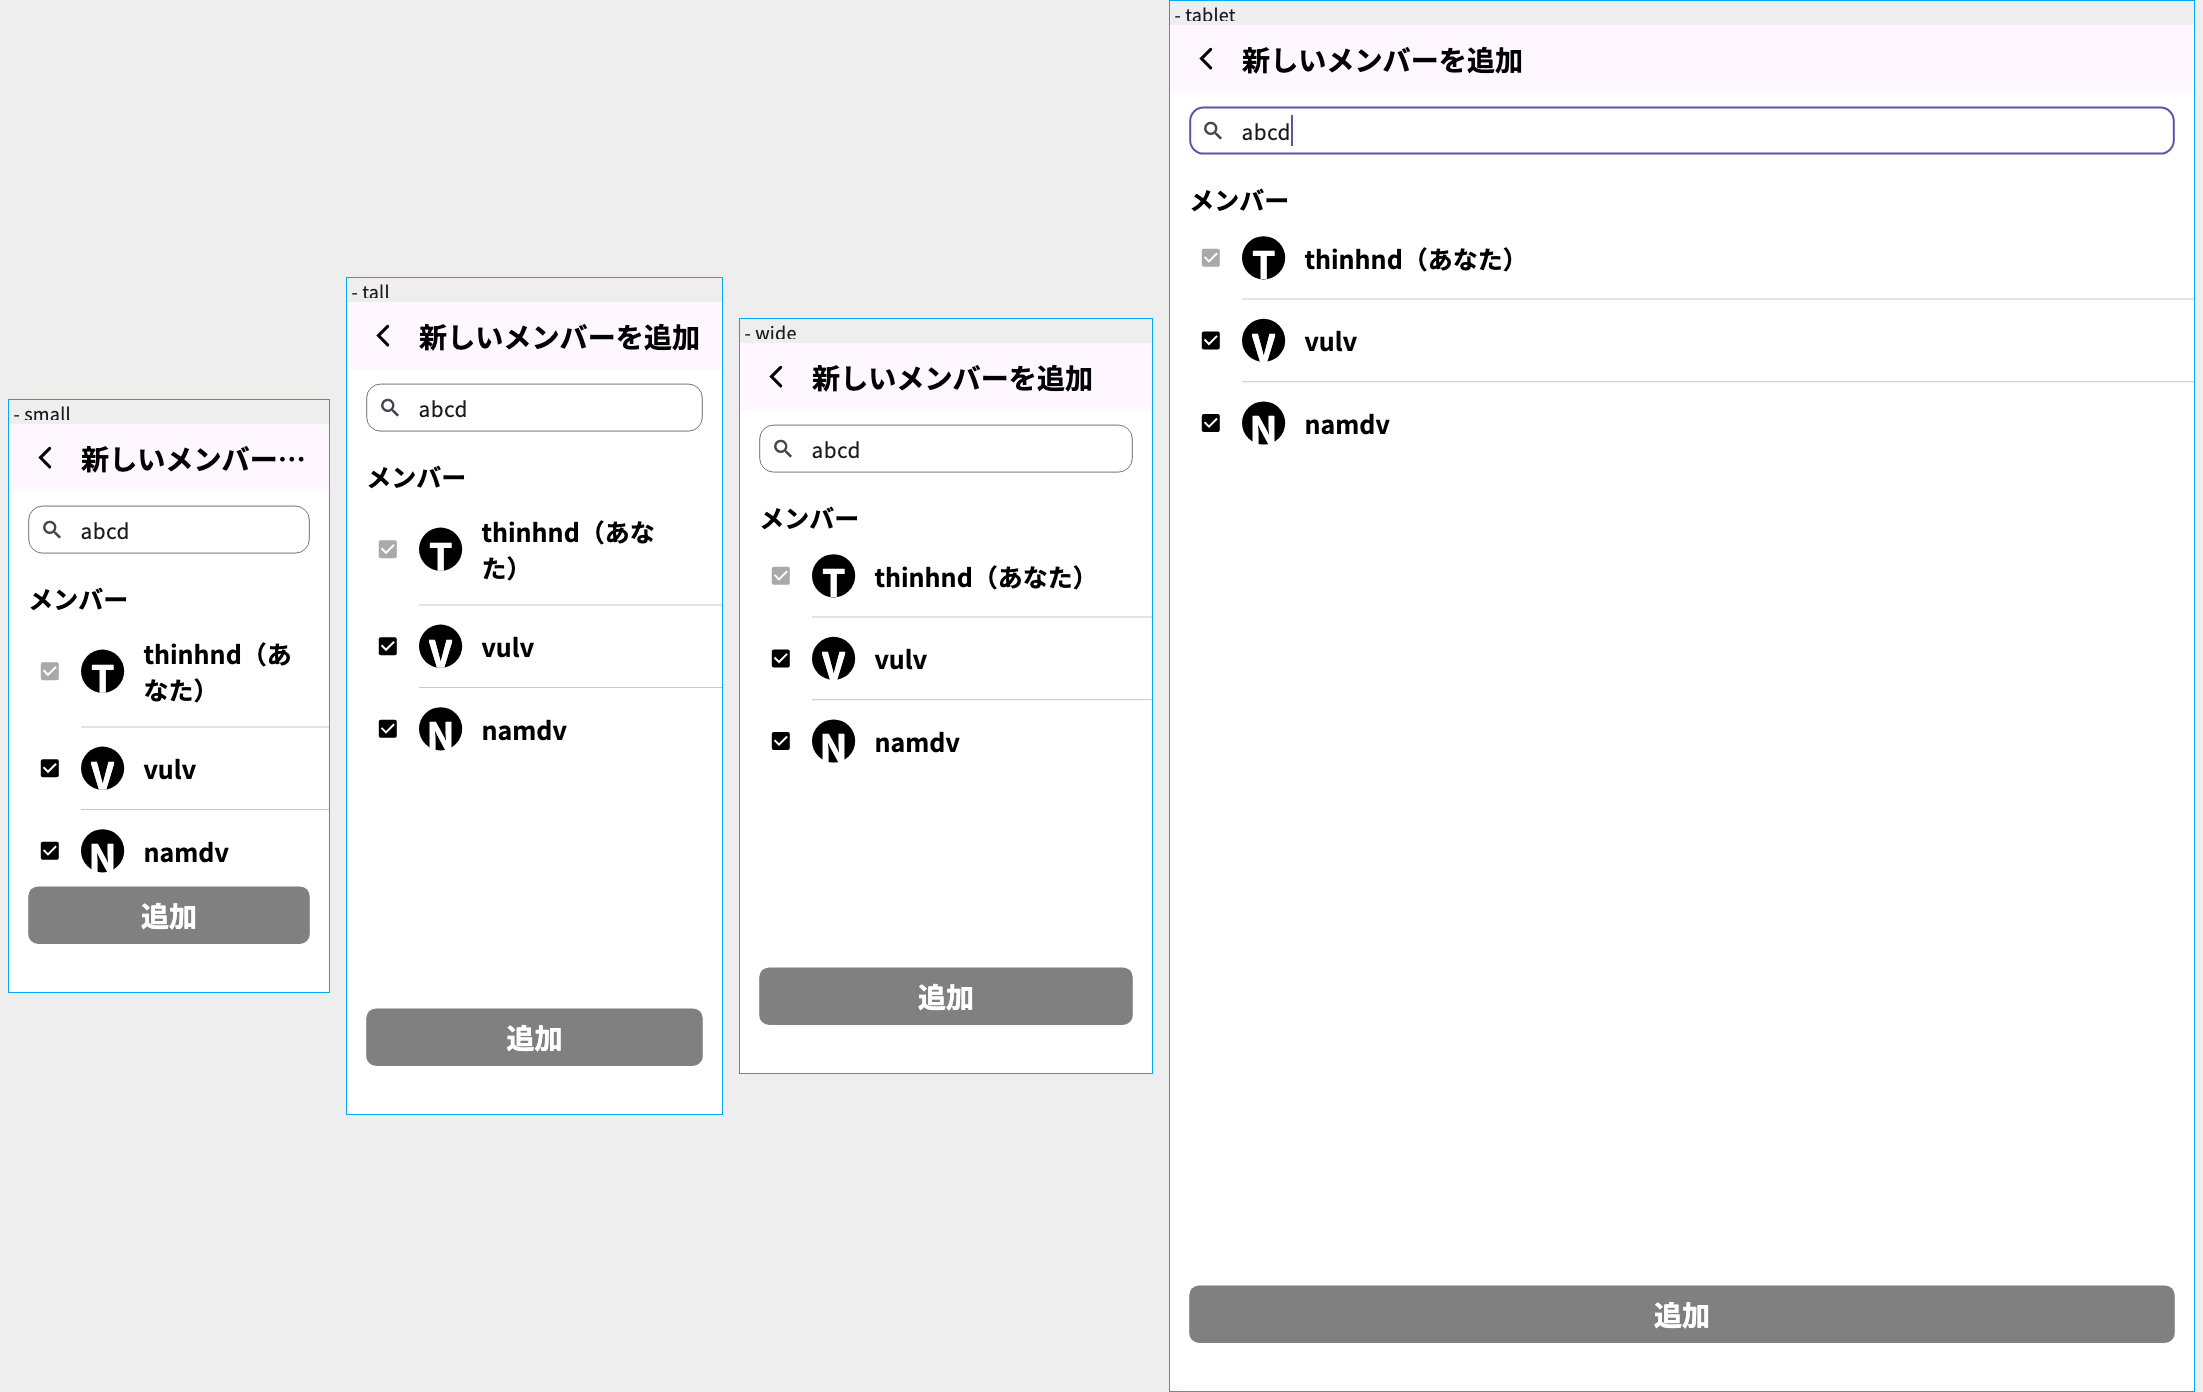 - small
新しいメンバー…
abcd
メンバー
T
thinhnd（あ
なた）
V
vulv
N
namdv
追加
- tall
新しいメンバーを追加
abcd
メンバー
T
thinhnd（あな
た）
V
vulv
N
namdv
追加
- wide
新しいメンバーを追加
abcd
メンバー
T
thinhnd（あなた）
V
vulv
N
namdv
追加
- tablet
新しいメンバーを追加
abcd
メンバー
T
thinhnd（あなた）
V
vulv
N
namdv
追加